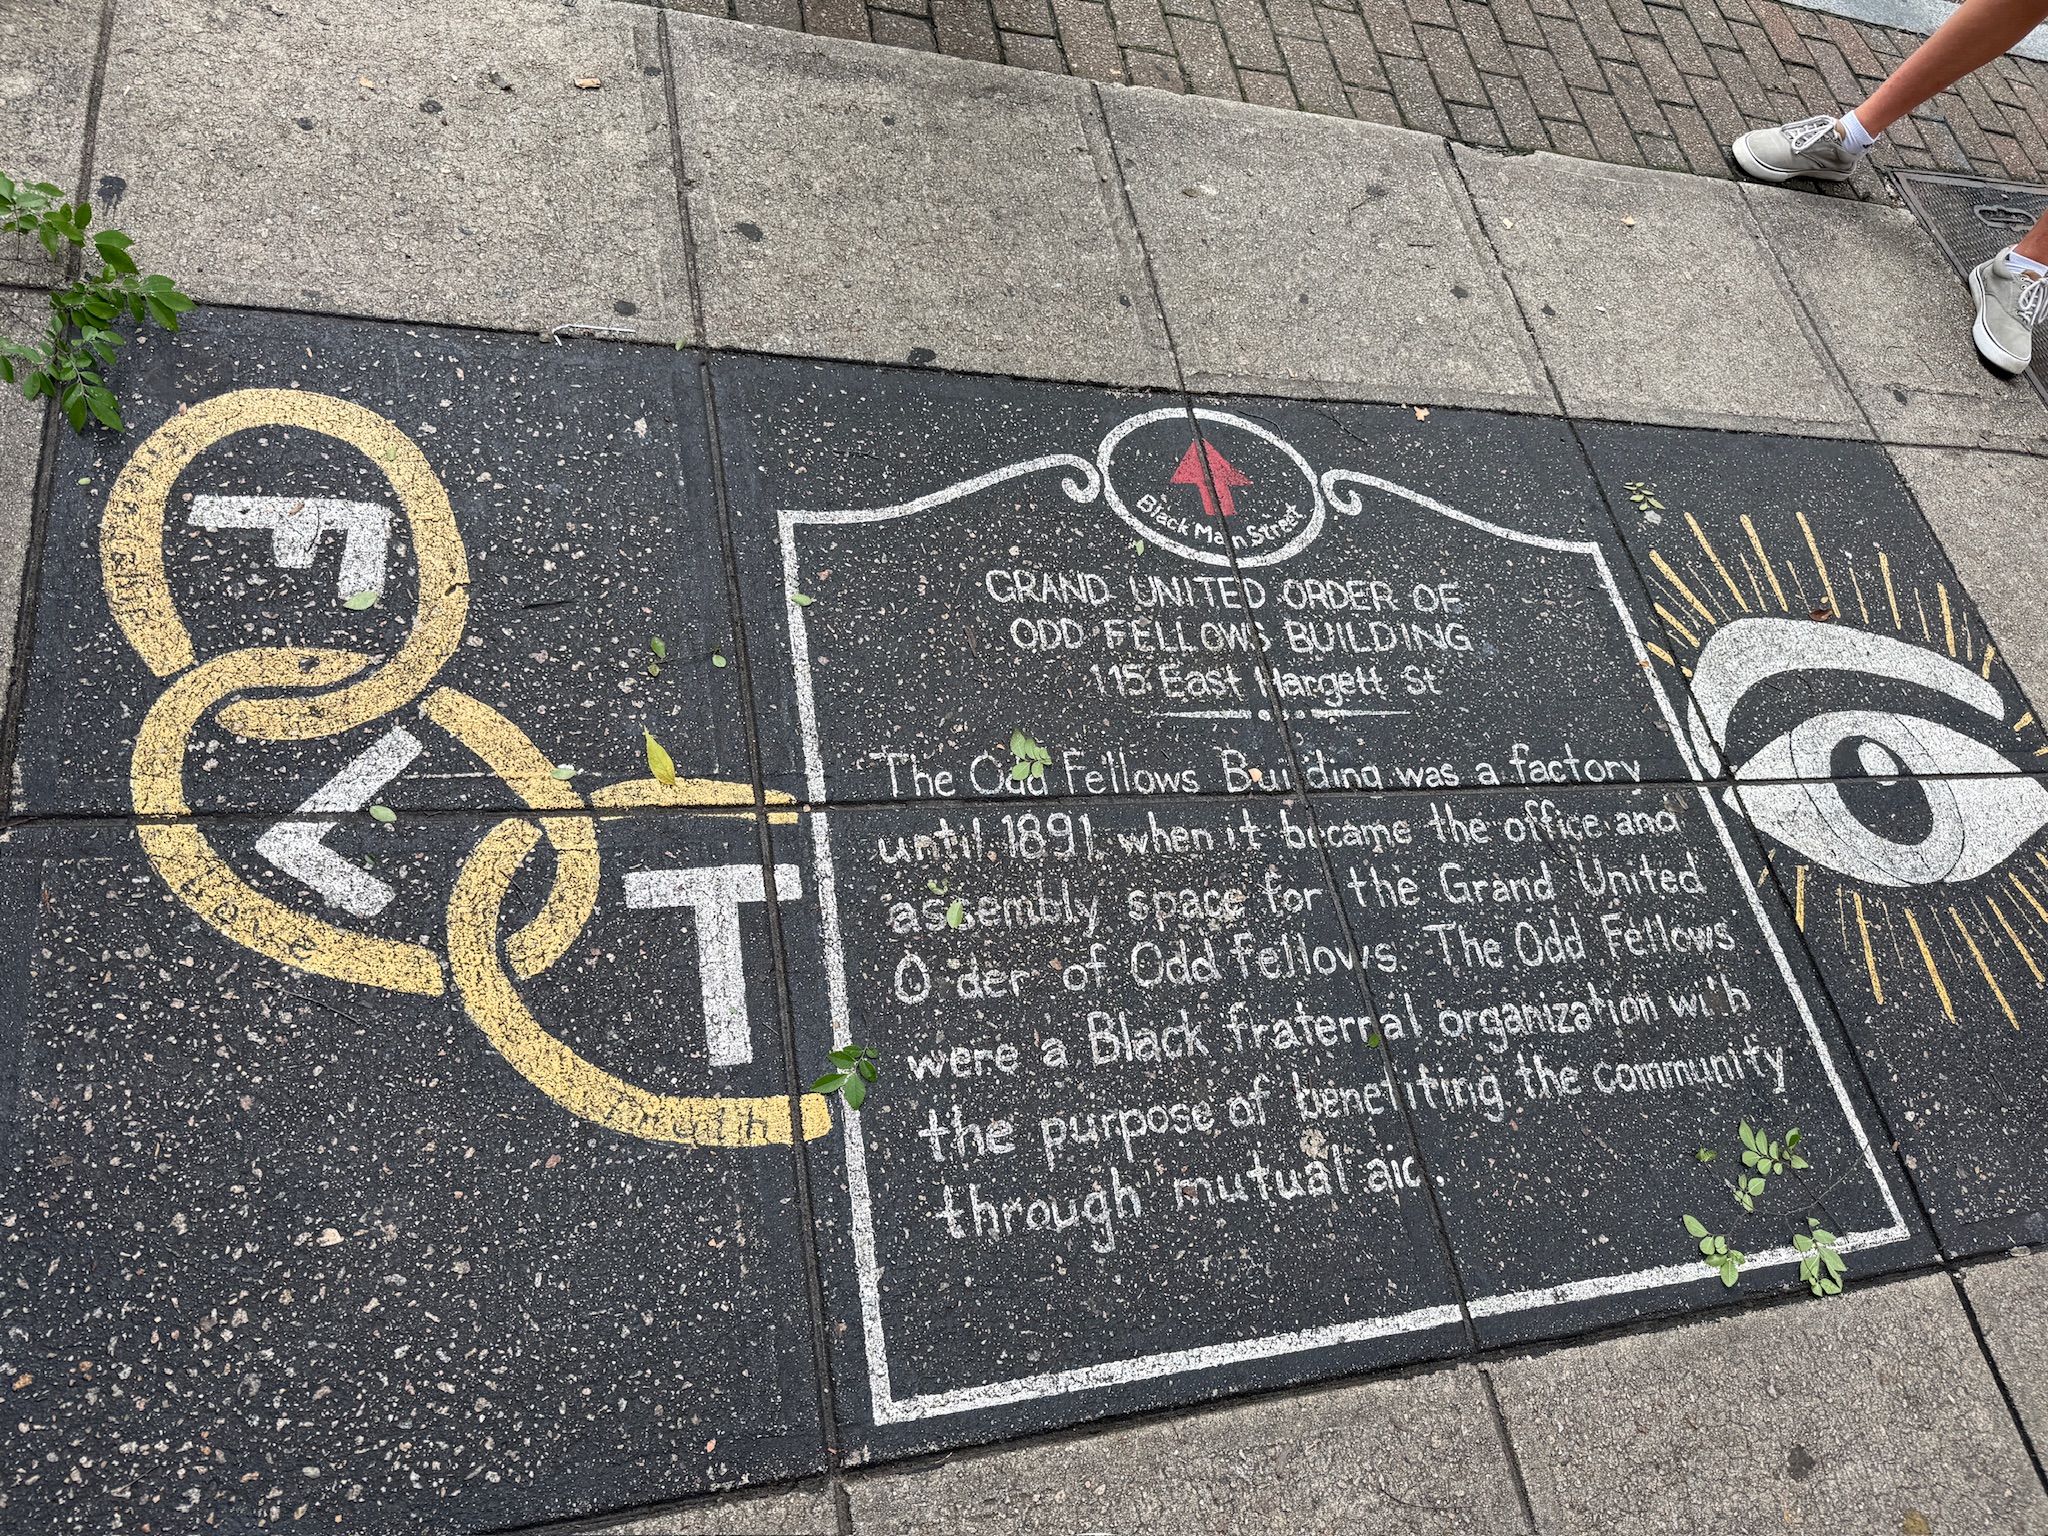 F
L
T
Black Main Street
GRAND UNITED ORDER OF
ODD FELLOWS BUILDING
115 East Hargett St
The Odd Fellows Building was a factory
until 1891, when it became the office and
assembly space for the Grand United
Order of Odd Fellows. The Odd Fellows
were a Black fraternal organization with
the purpose of benefiting the community
through mutual aid.